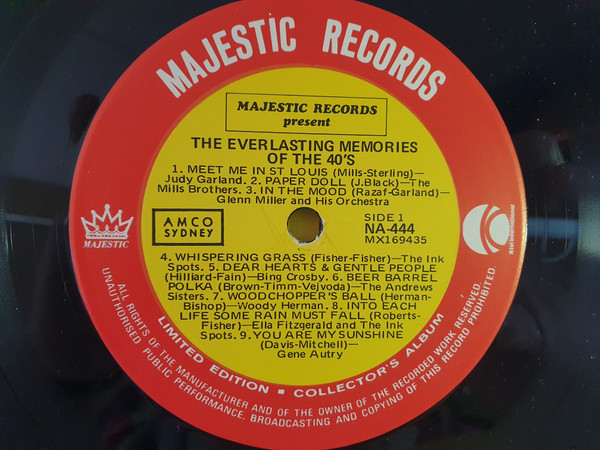 MAJESTIC RECORDS
MAJESTIC RECORDS
present
THE EVERLASTING MEMORIES
OF THE 40'S
1. MEET ME IN ST LOUIS (Mills-Sterling)—
Judy Garland. 2. PAPER DOLL (J.Black)—The
Mills Brothers. 3. IN THE MOOD (Razaf-Garland)—
Glenn Miller and His Orchestra
AMCO
SYDNEY
SIDE 1
NA-444
MX169435
MAJESTIC
K-tel International
4. WHISPERING GRASS (Fisher-Fisher)—The Ink
Spots. 5. DEAR HEARTS & GENTLE PEOPLE
(Hilliard-Fain)—Bing Crosby. 6. BEER BARREL
POLKA (Brown-Timm-Vejvoda)—The Andrews
Sisters. 7. WOODCHOPPER'S BALL (Herman-
Bishop)—Woody Herman. 8. INTO EACH
LIFE SOME RAIN MUST FALL (Roberts-
Fisher)—Ella Fitzgerald and The Ink
Spots. 9. YOU ARE MY SUNSHINE
(Davis-Mitchell)—
Gene Autry
LIMITED EDITION ▪ COLLECTOR'S ALBUM
ALL RIGHTS OF THE MANUFACTURER AND OF THE OWNER OF THE RECORDED WORK RESERVED.
UNAUTHORISED PUBLIC PERFORMANCE, BROADCASTING AND COPYING OF THIS RECORD PROHIBITED